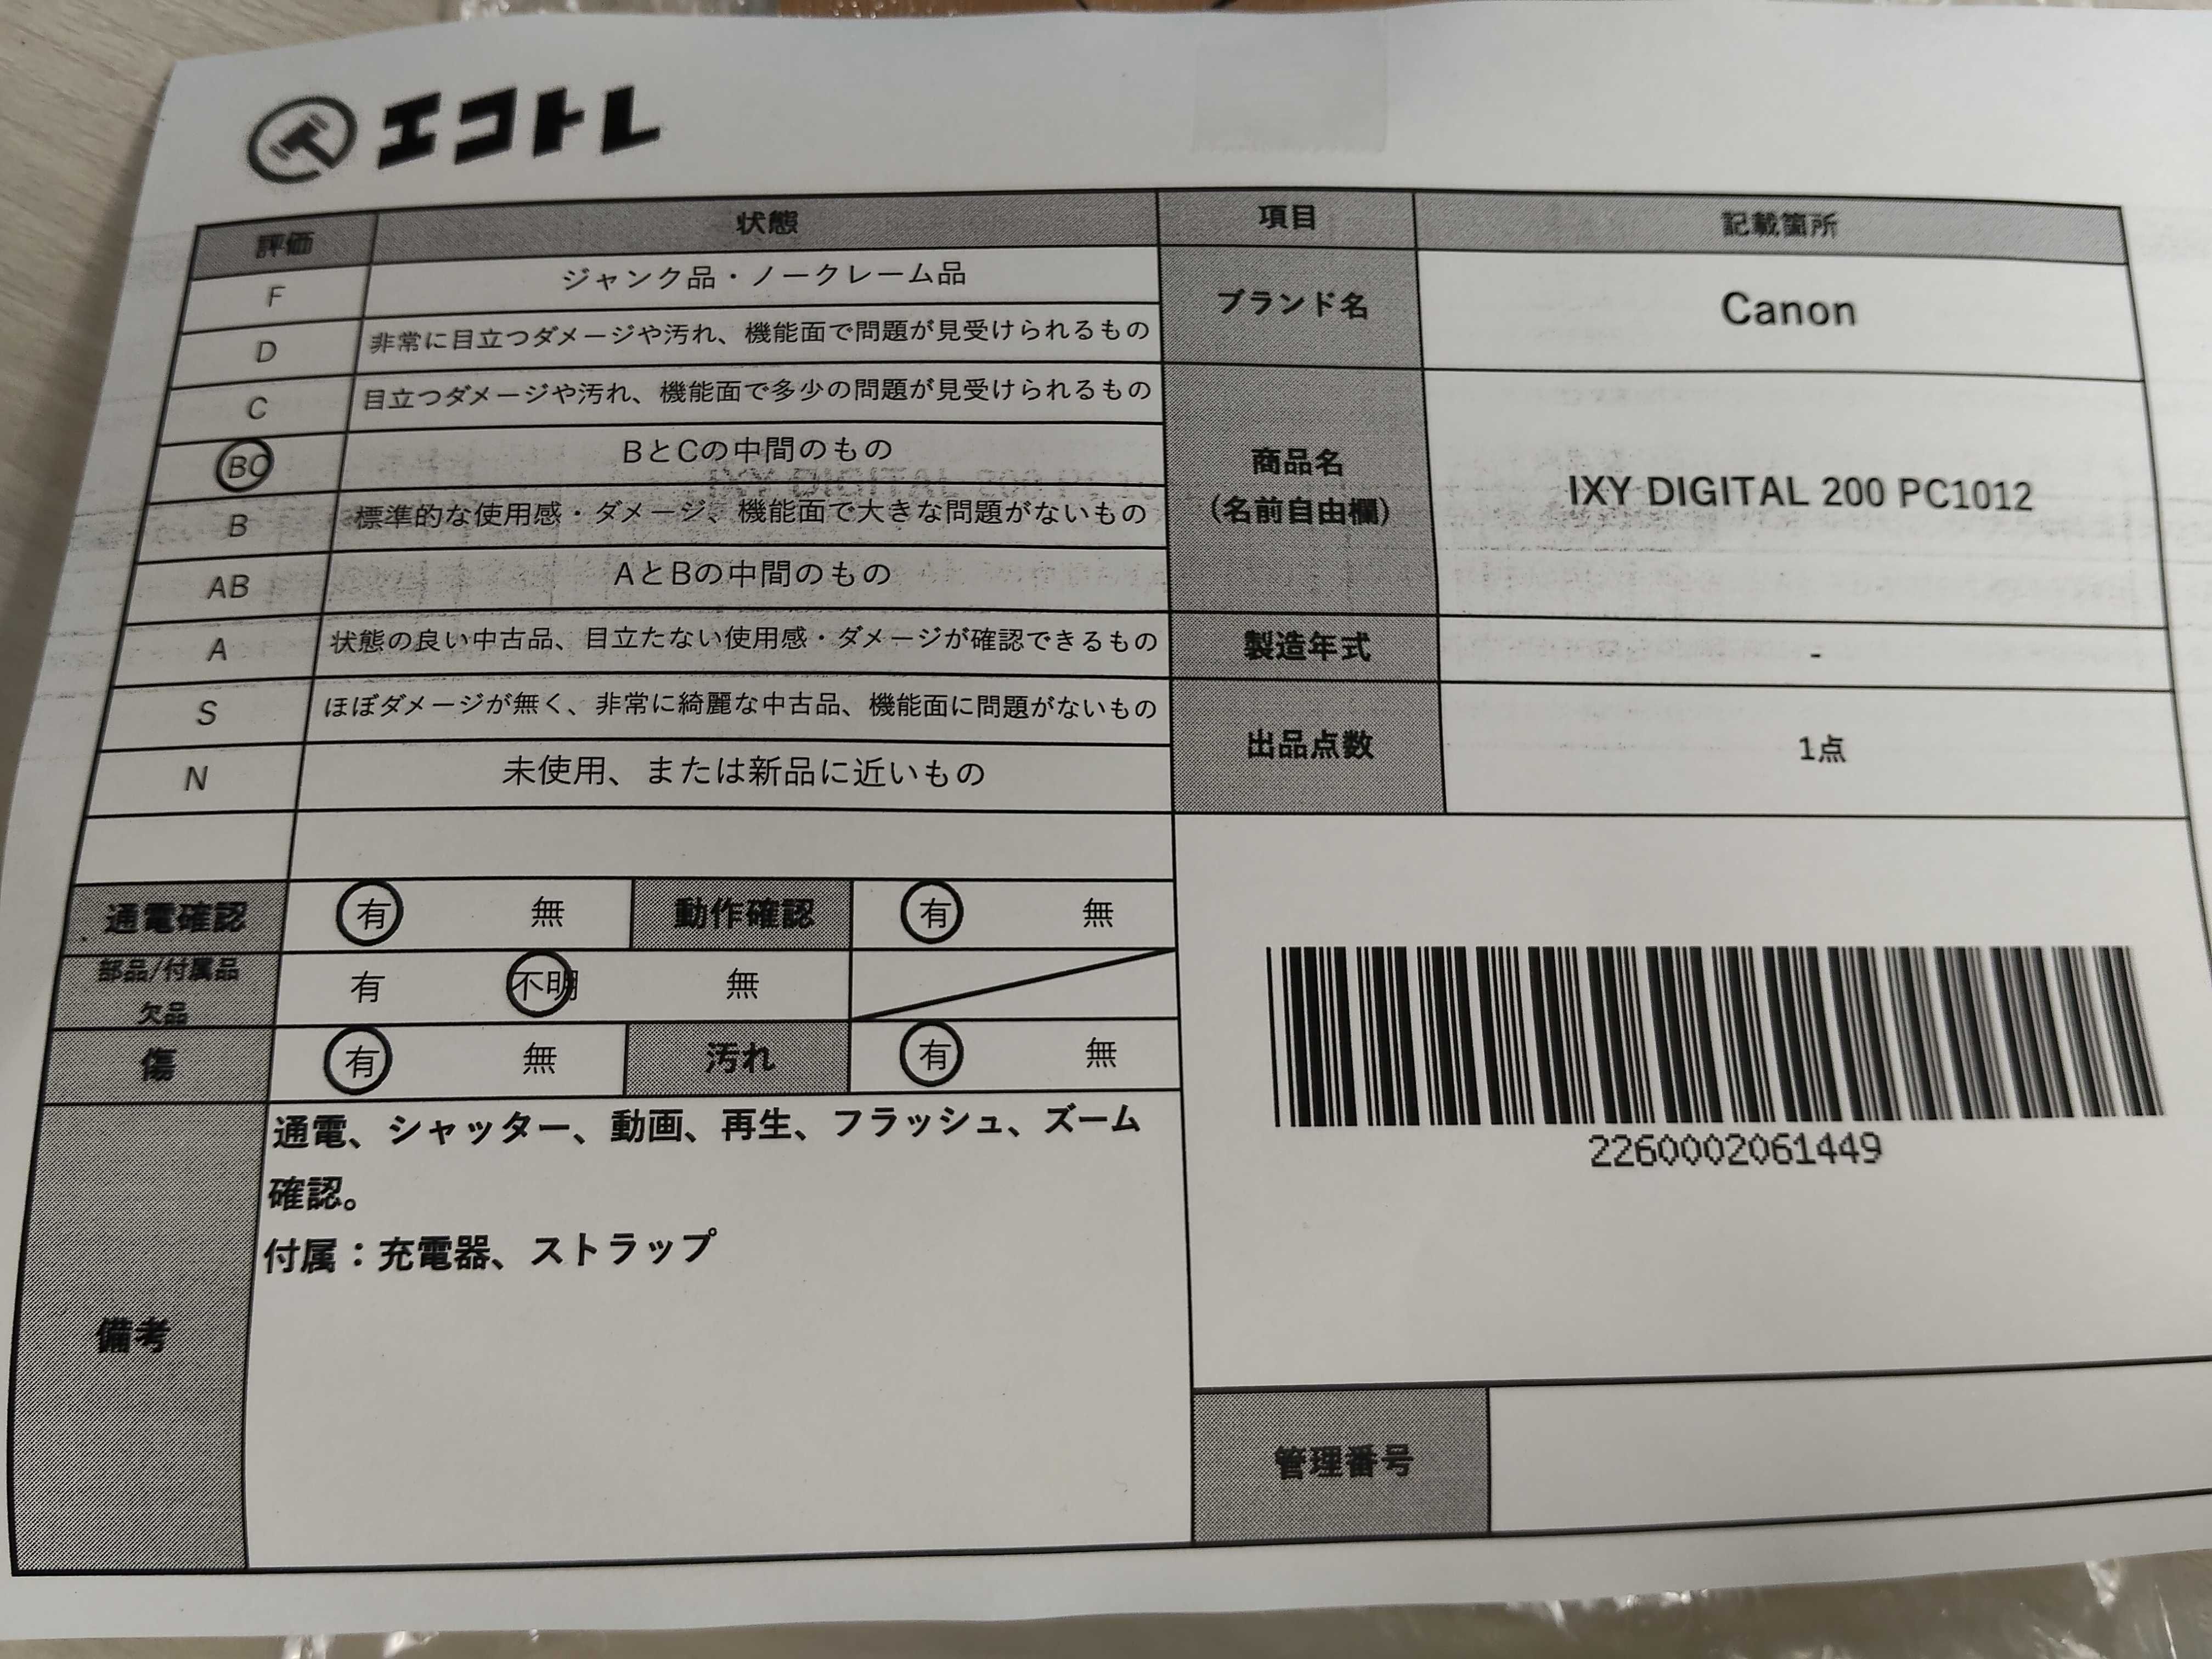 エコトレ
評価 状態 項目 記載箇所
F ジャンク品・ノークレーム品
D 非常に目立つダメージや汚れ、機能面で問題が見受けられるもの
ブランド名 Canon
C 目立つダメージや汚れ、機能面で多少の問題が見受けられるもの
BC BとCの中間のもの
B 標準的な使用感・ダメージ、機能面で大きな問題がないもの
商品名
(名前自由欄)
IXY DIGITAL 200 PC1012
AB AとBの中間のもの
A 状態の良い中古品、目立たない使用感・ダメージが確認できるもの
製造年式 -
S ほぼダメージが無く、非常に綺麗な中古品、機能面に問題がないもの
N 未使用、または新品に近いもの
出品点数 1点
通電確認 有 無 動作確認 有 無
部品/付属品
欠品
有 不明 無
傷 有 無 汚れ 有 無
備考
通電、シャッター、動画、再生、フラッシュ、ズーム
確認。
付属：充電器、ストラップ
2260002061449
管理番号